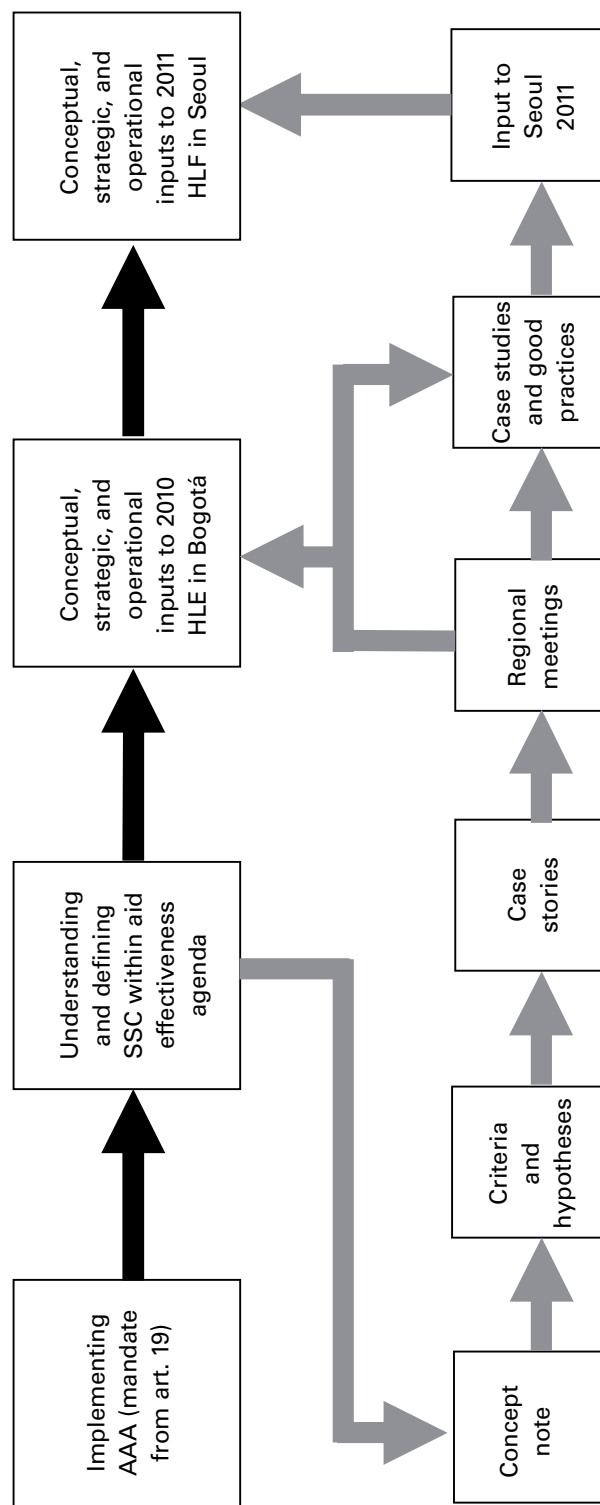 Implementing
AAA (mandate
from art. 19)
Understanding
and defining
SSC within aid
effectiveness
agenda
Conceptual,
strategic, and
operational
inputs to 2010
HLE in Bogotá
Conceptual,
strategic, and
operational
inputs to 2011
HLF in Seoul
Concept
note
Criteria
and
hypotheses
Case
stories
Regional
meetings
Case studies
and good
practices
Input to
Seoul
2011